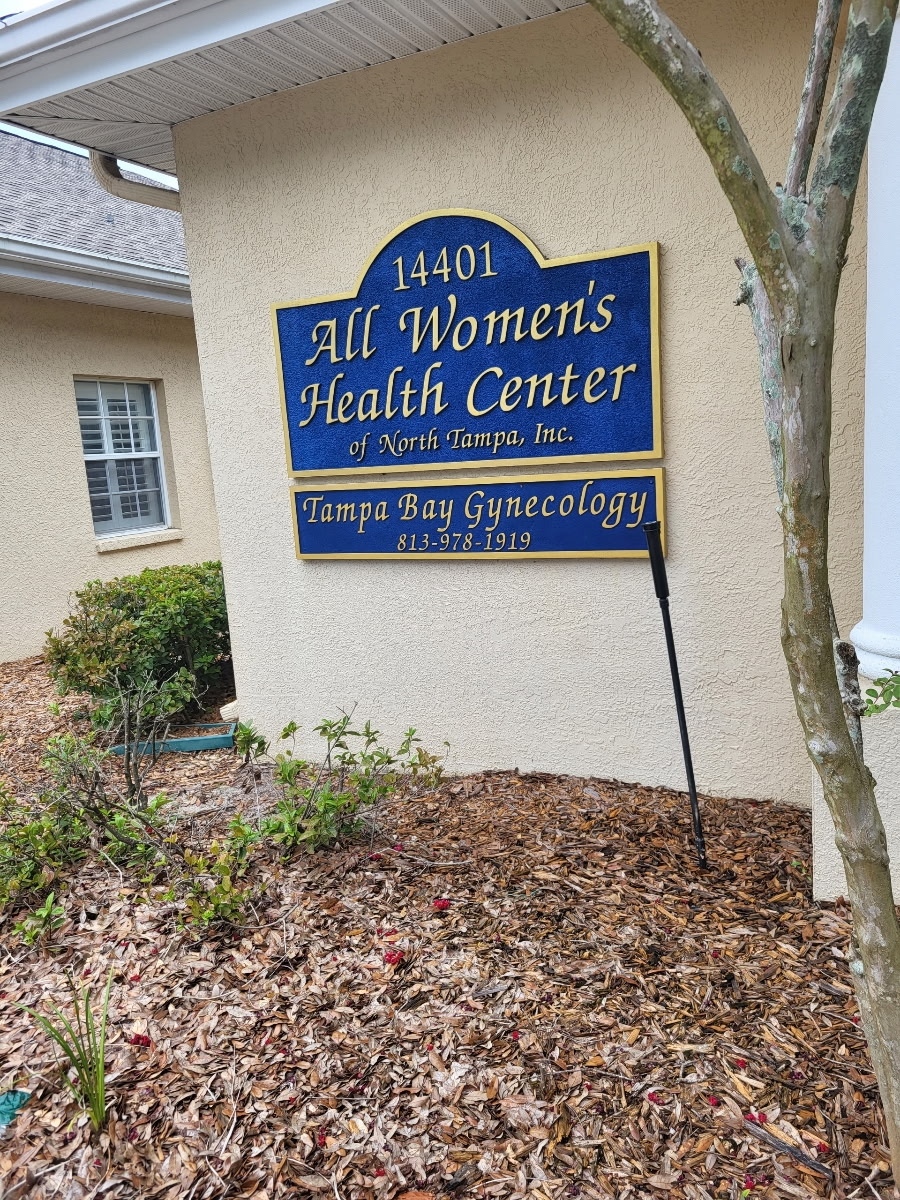 14401
All Women's
Health Center
of North Tampa, Inc.
Tampa Bay Gynecology
813-978-1919